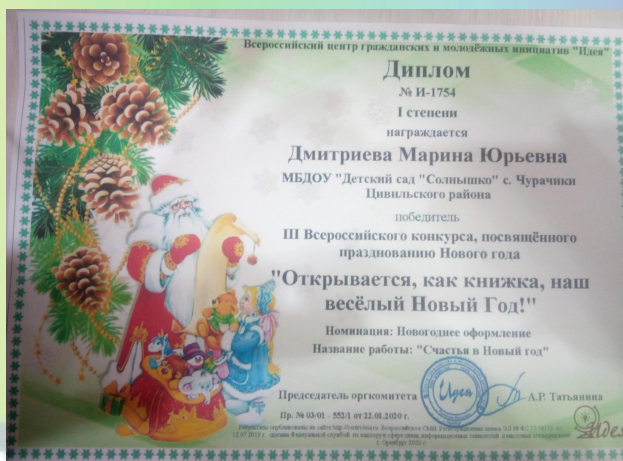 Всероссийский центр гражданских и молодёжных инициатив "Идея"
Диплом
№ И-1754
I степени
награждается
Дмитриева Марина Юрьевна
МБДОУ "Детский сад "Солнышко" с. Чурачики
Цивильского района
победитель
III Всероссийского конкурса, посвящённого
празднованию Нового года
"Открывается, как книжка, наш
весёлый Новый Год!"
Номинация: Новогоднее оформление
Название работы: "Счастья в Новый год"
Председатель оргкомитета
Идея
А.Р. Татьянина
Пр. № 03/01 - 552/1 от 22.01.2020 г.
Идея
г. Оренбург 2020 г.